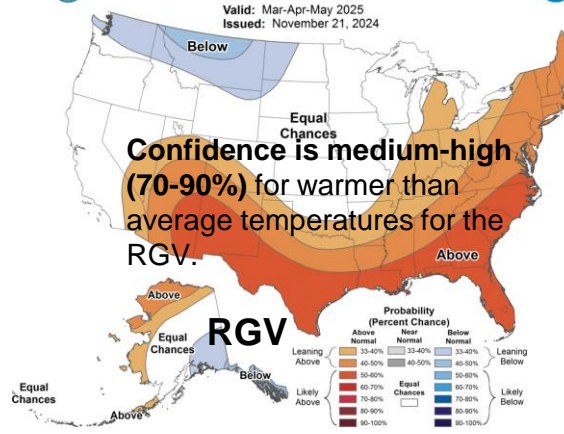 Valid: Mar-Apr-May 2025
Issued: November 21, 2024
Below
Equal
Chances
Confidence is medium-high
(70-90%) for warmer than
average temperatures for the
RGV.
Above
Above
RGV
Equal
Chances
Below
Equal
Chances
Above
Probability
(Percent Chance)
Above
Normal
Near
Normal
Below
Normal
Leaning
Above
33-40%
33-40%
33-40%
Leaning
Below
40-50%
40-50%
40-50%
Likely
Above
50-60%
60-70%
70-80%
80-90%
90-100%
Equal
Chances
50-60%
60-70%
70-80%
80-90%
90-100%
Likely
Below